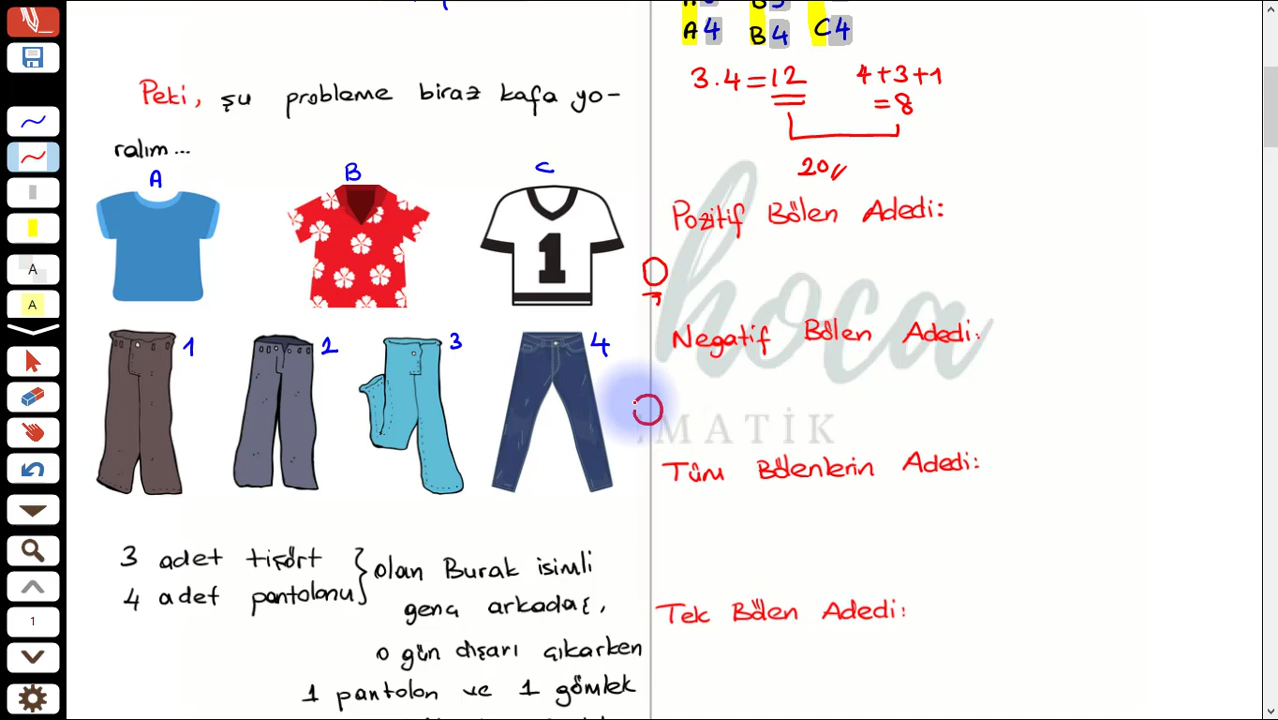 Peki, şu probleme biraz kafa yo-
ralım...
A
B
C
1
1
2
3
4
3 adet tişört
4 adet pantolonu
olan Burak isimli
genç arkadaş,
o gün dışarı çıkarken
1 pantolon ve 1 gömlek
A4 B4 C4
3.4=12
4+3+1
=8
20
Pozitif Bölen Adedi:
hoca
Negatif Bölen Adedi:
MATİK
Tüm Bölenlerin Adedi:
Tek Bölen Adedi:
A
A
1